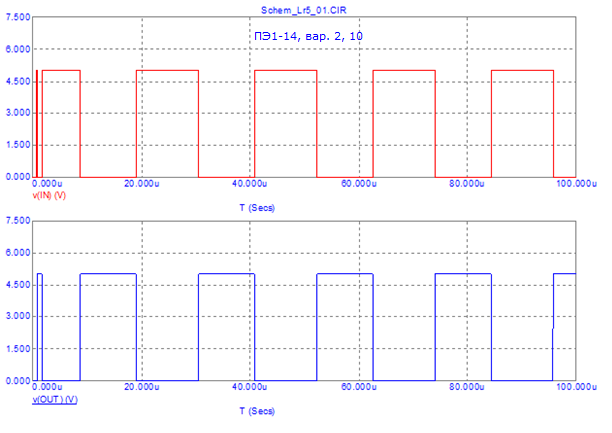 Schem_Lr5_01.CIR
7.500
ПЭ1-14, вар. 2, 10
6.000
4.500
3.000
1.500
0.000
0.000u 20.000u 40.000u 60.000u 80.000u 100.000u
v(IN) (V)
T (Secs)
7.500
6.000
4.500
3.000
1.500
0.000
0.000u 20.000u 40.000u 60.000u 80.000u 100.000u
v(OUT) (V)
T (Secs)